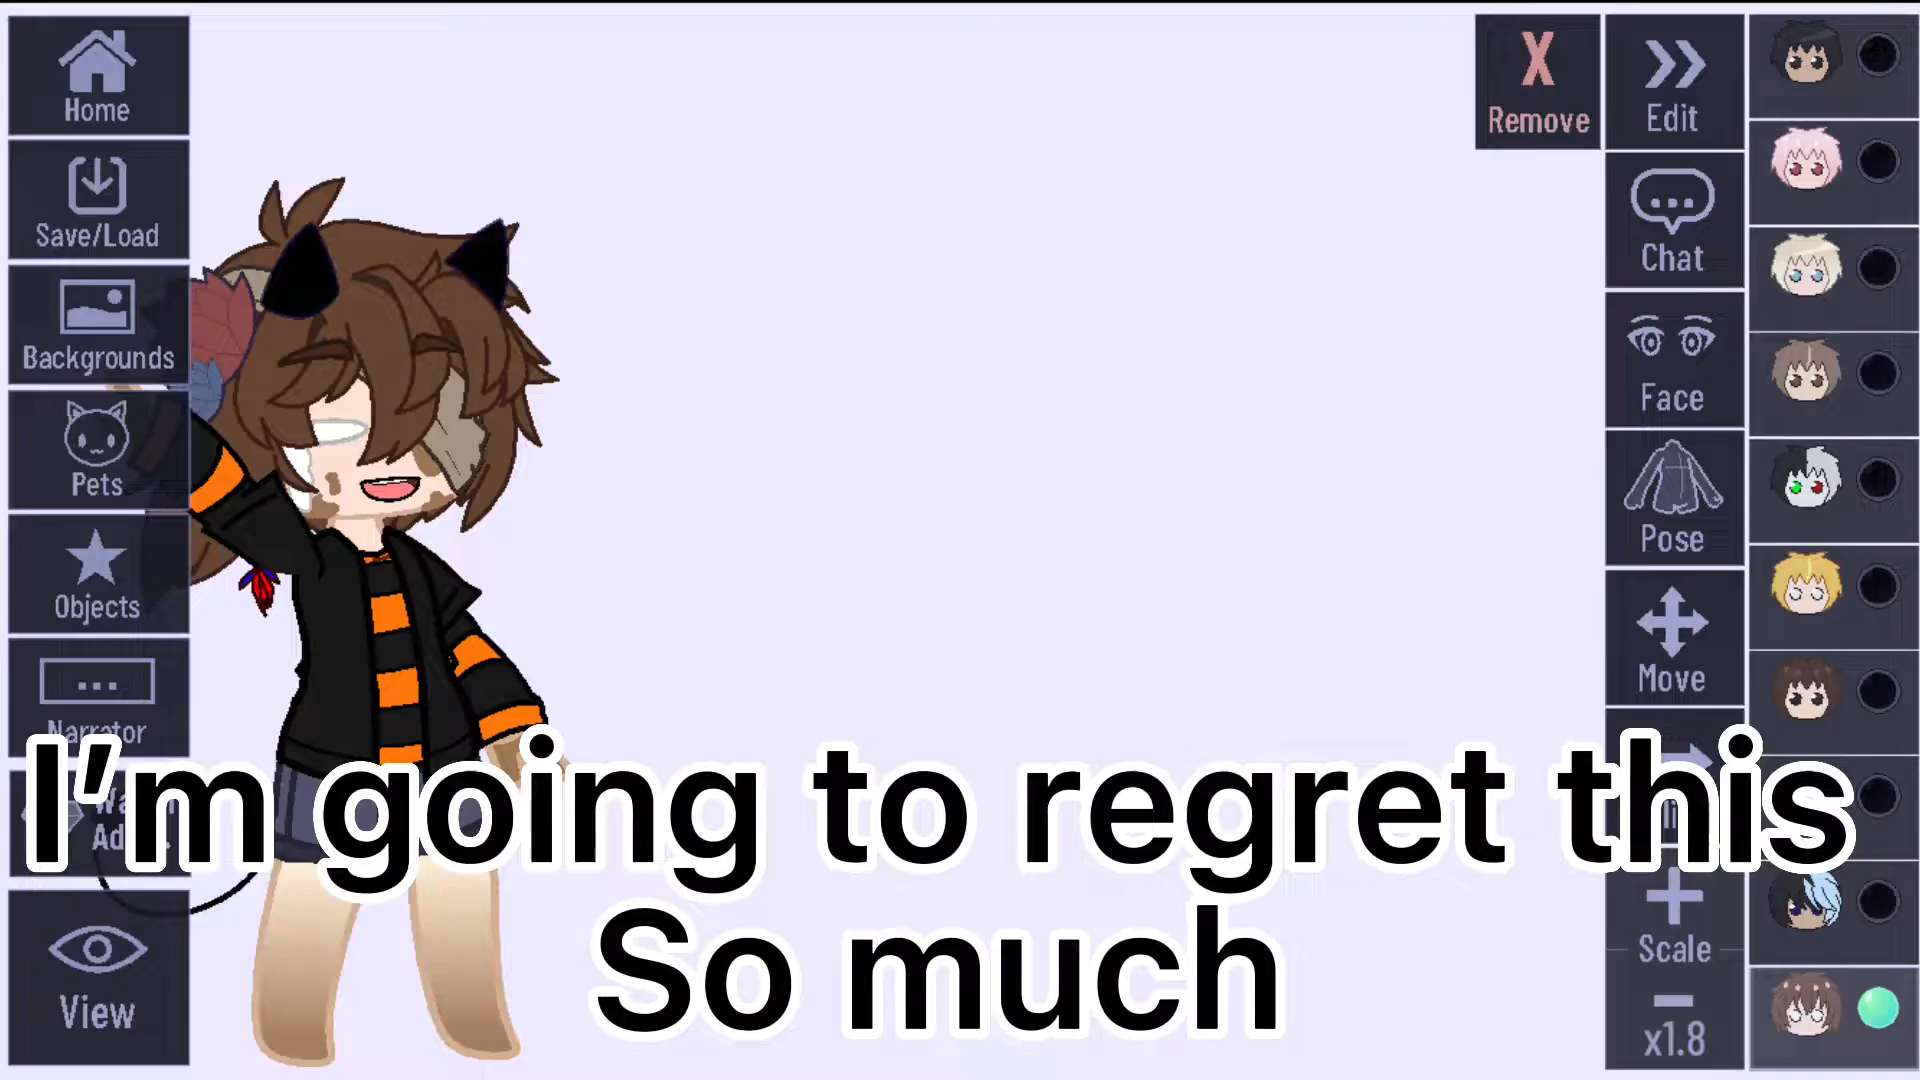 Home
Save/Load
Backgrounds
Pets
Objects
Narrator
View
X
Remove
Edit
Chat
Face
Pose
Move
Scale
x1.8
I'm going to regret this
So much